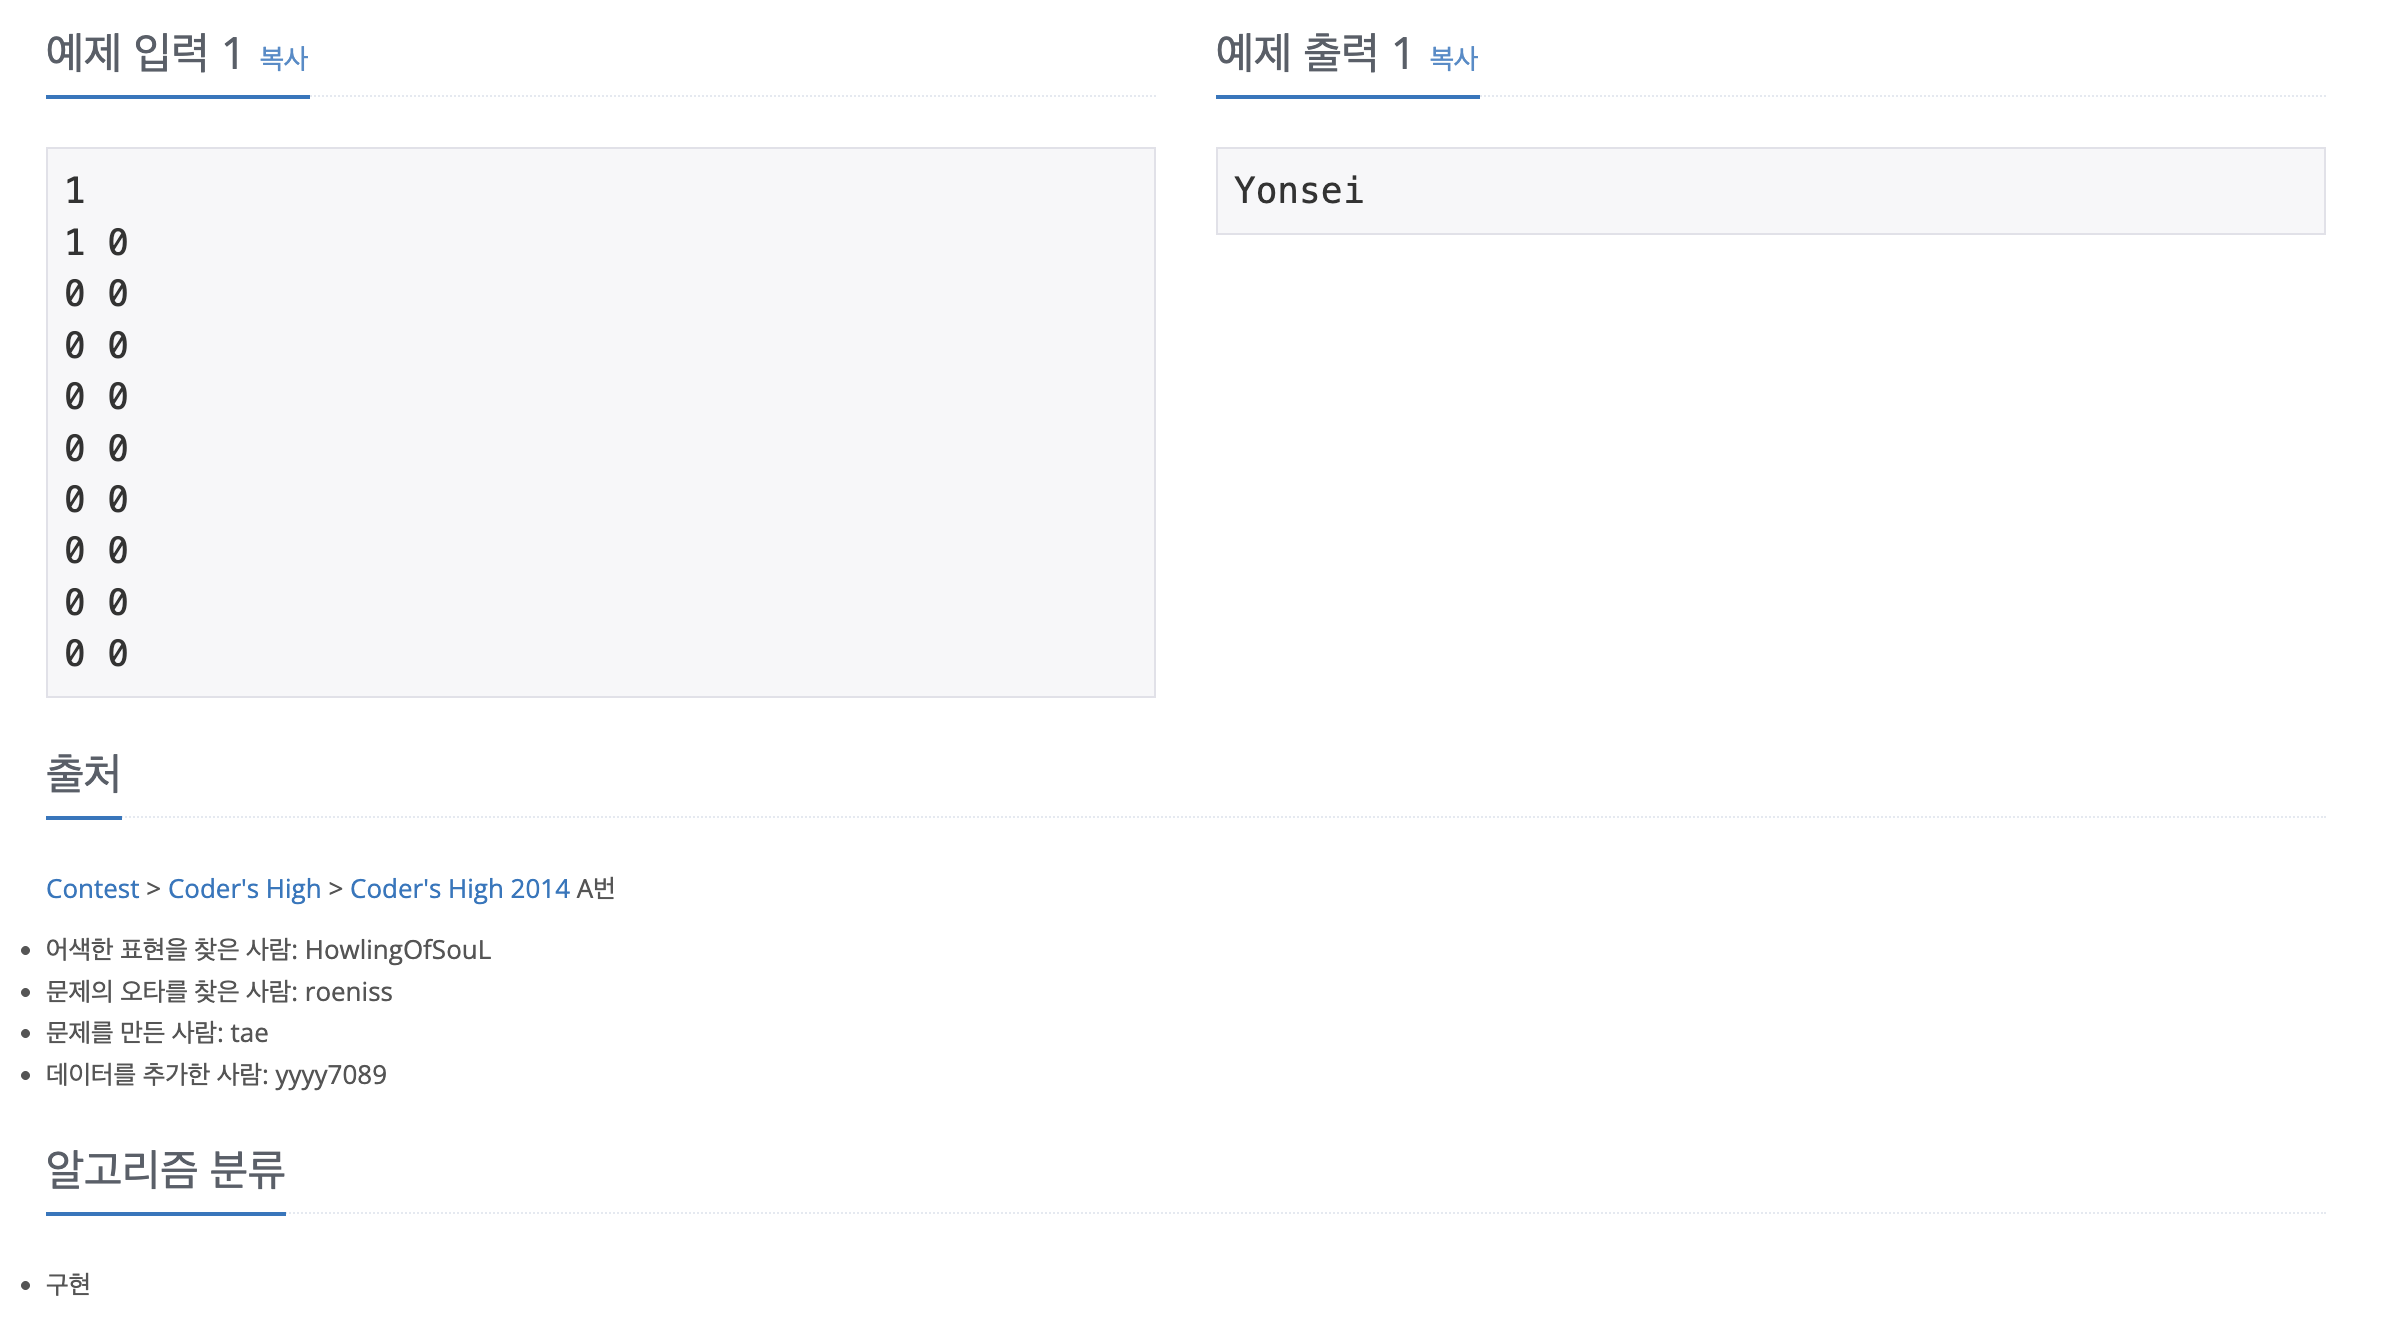 예제 입력 1 복사
1
1 0
0 0
0 0
0 0
0 0
0 0
0 0
0 0
0 0
예제 출력 1 복사
Yonsei
출처
Contest > Coder's High > Coder's High 2014 A번
어색한 표현을 찾은 사람: HowlingOfSouL
문제의 오타를 찾은 사람: roeniss
문제를 만든 사람: tae
데이터를 추가한 사람: yyyy7089
알고리즘 분류
구현